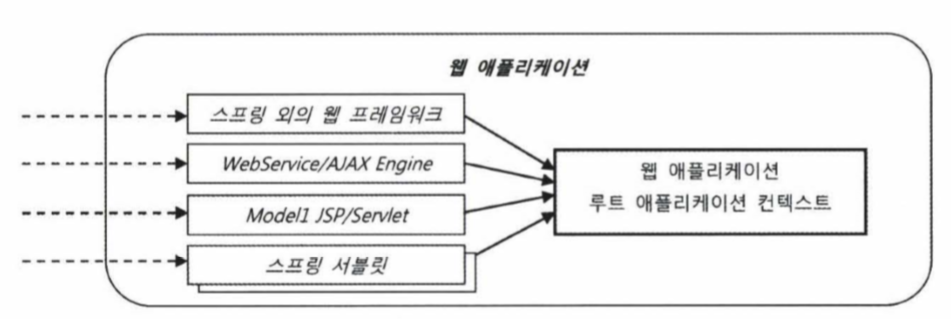 웹 애플리케이션
스프링 외의 웹 프레임워크
WebService/AJAX Engine
Model1 JSP/Servlet
스프링 서블릿
웹 애플리케이션
루트 애플리케이션 컨텍스트